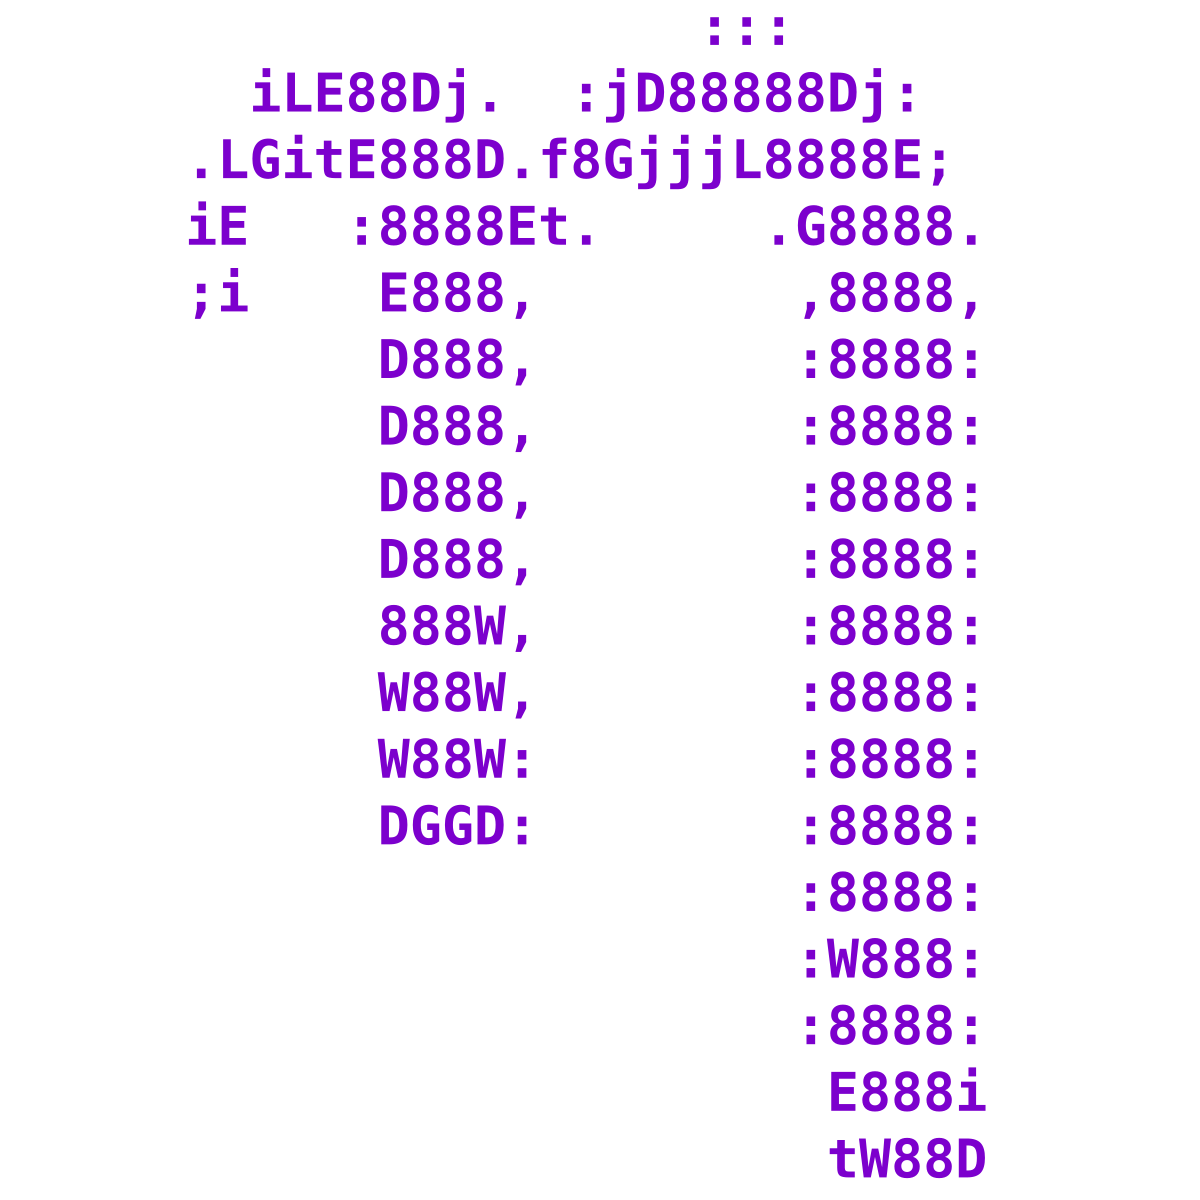 :::
  iLE88Dj.  :jD88888Dj:
.LGitE888D.f8GjjjL8888E;
iE   :8888Et.     .G8888.
;i    E888,        ,8888,
      D888,        :8888:
      D888,        :8888:
      D888,        :8888:
      D888,        :8888:
      888W,        :8888:
      W88W,        :8888:
      W88W:        :8888:
      DGGD:        :8888:
                   :8888:
                   :W888:
                   :8888:
                    E888i
                    tW88D